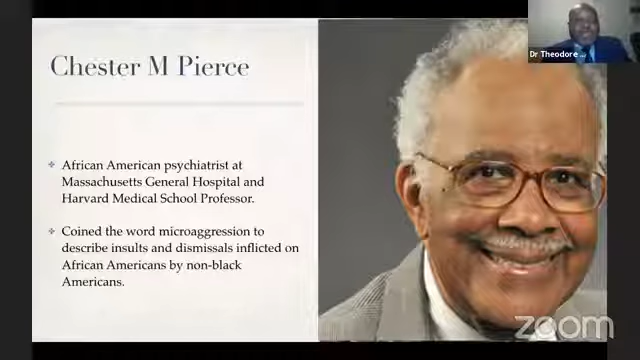 Dr Theodore ...
Chester M Pierce
African American psychiatrist at
Massachusetts General Hospital and
Harvard Medical School Professor.
Coined the word microaggression to
describe insults and dismissals inflicted on
African Americans by non-black
Americans.
zoom